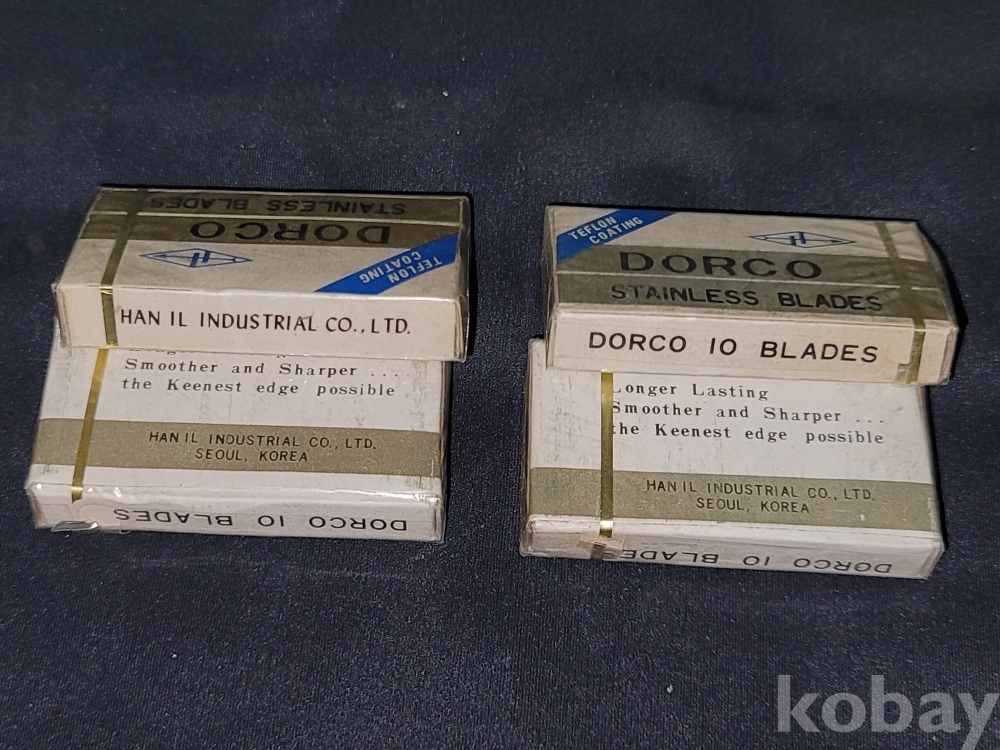 STAINLESS BLADES
DORCO
H
TEFLON
COATING
HAN IL INDUSTRIAL CO., LTD.
Smoother and Sharper ...
the Keenest edge possible
HAN IL INDUSTRIAL CO., LTD.
SEOUL, KOREA
DORCO 10 BLADES
TEFLON
COATING
H
DORCO
STAINLESS BLADES
DORCO 10 BLADES
Longer Lasting
Smoother and Sharper ...
the Keenest edge possible
HAN IL INDUSTRIAL CO., LTD.
SEOUL, KOREA
DORCO 10 BLADES
kobay